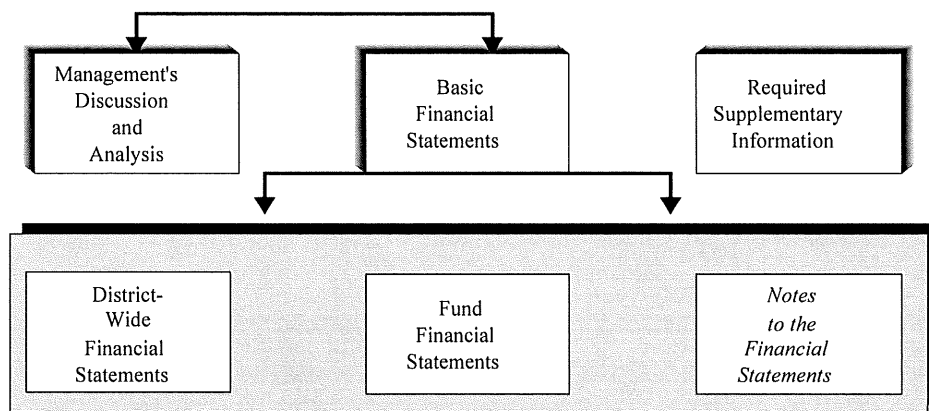 Management's
Discussion
and
Analysis
Basic
Financial
Statements
Required
Supplementary
Information
District-
Wide
Financial
Statements
Fund
Financial
Statements
Notes
to the
Financial
Statements